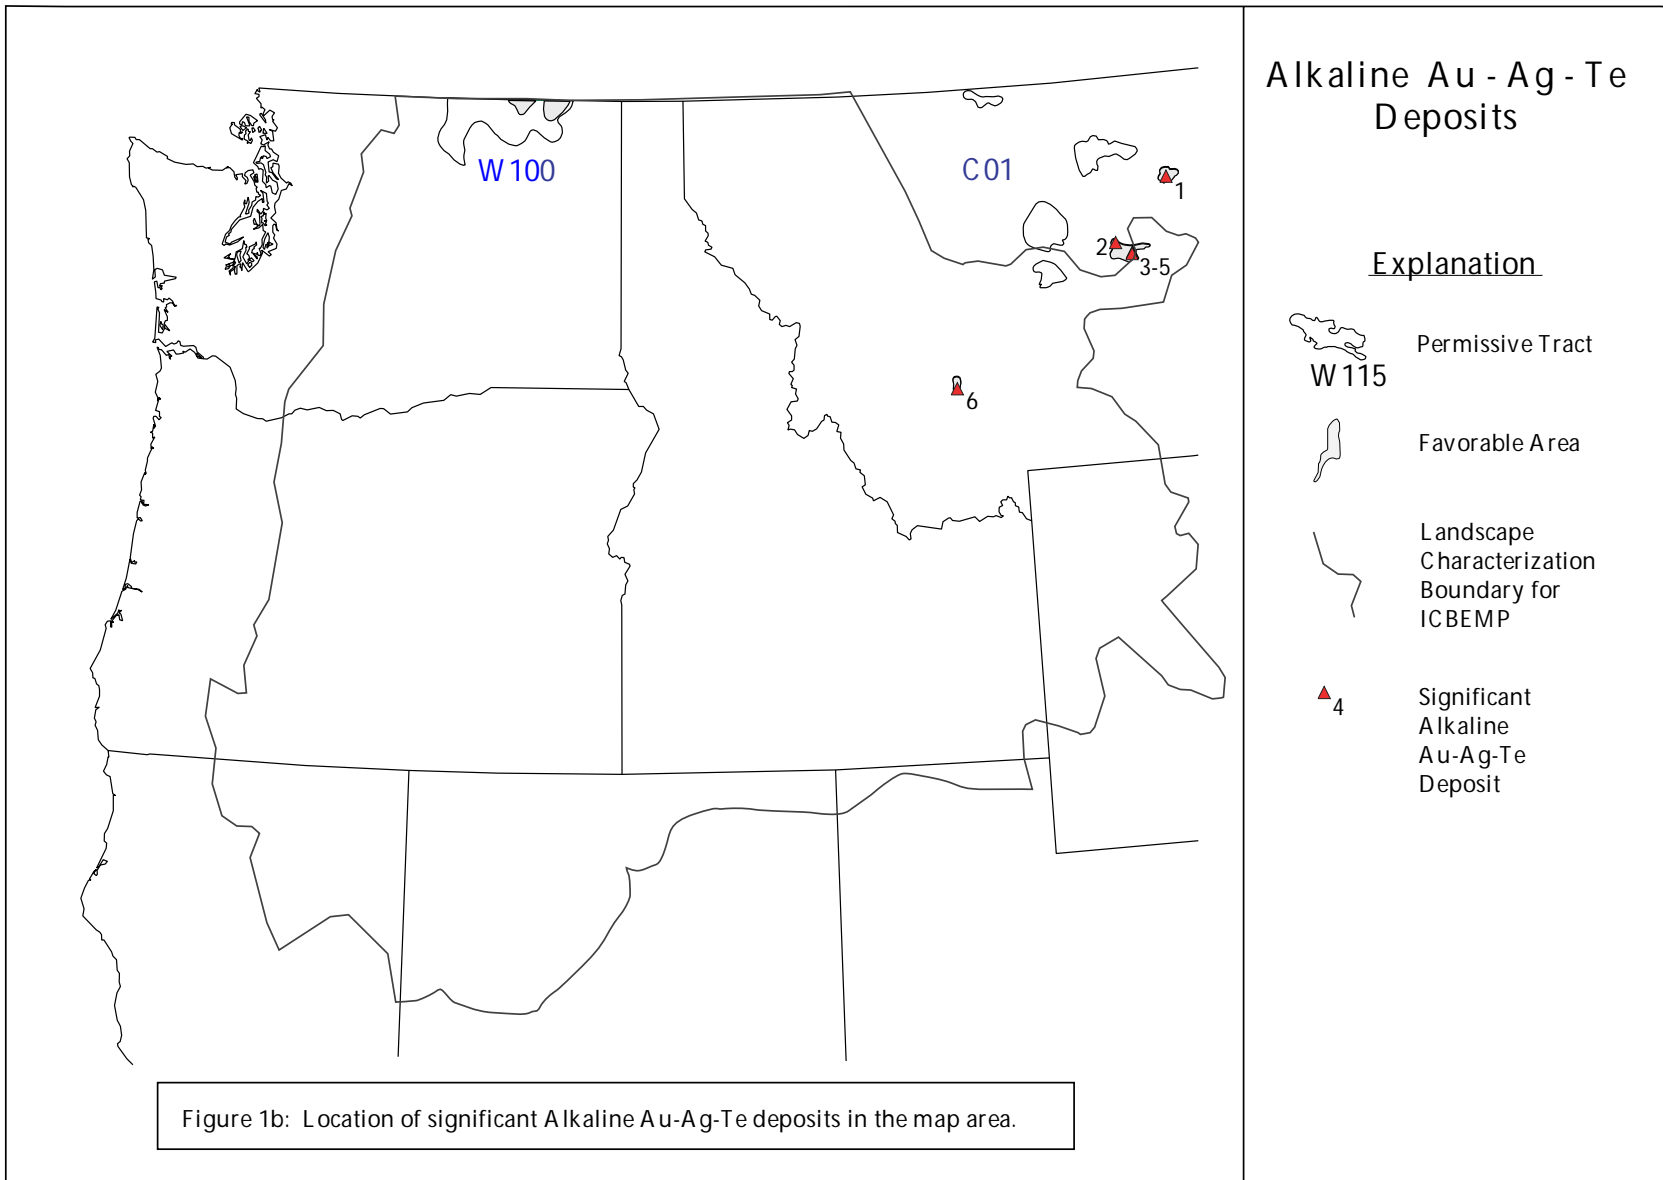 Alkaline Au - Ag - Te
Deposits
Explanation
Permissive Tract
W115
Favorable Area
Landscape
Characterization
Boundary for
ICBEMP
4
Significant
Alkaline
Au-Ag-Te
Deposit
W100
C01
1
2
3-5
6
Figure 1b: Location of significant Alkaline Au-Ag-Te deposits in the map area.